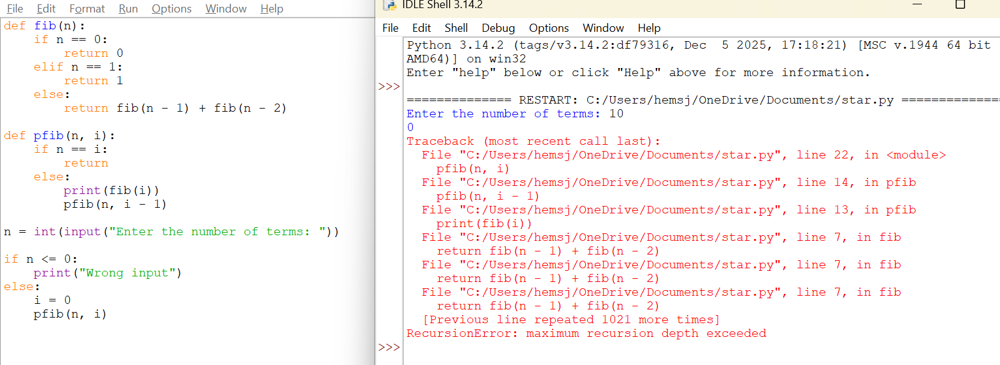 File Edit Format Run Options Window Help
def fib(n):
    if n == 0:
        return 0
    elif n == 1:
        return 1
    else:
        return fib(n - 1) + fib(n - 2)
def pfib(n, i):
    if n == i:
        return
    else:
        print(fib(i))
        pfib(n, i - 1)
n = int(input("Enter the number of terms: "))
if n <= 0:
    print("Wrong input")
else:
    i = 0
    pfib(n, i)
IDLE Shell 3.14.2
File Edit Shell Debug Options Window Help
Python 3.14.2 (tags/v3.14.2:df79316, Dec  5 2025, 17:18:21) [MSC v.1944 64 bit
AMD64)] on win32
Enter "help" below or click "Help" above for more information.
>>>
============== RESTART: C:/Users/hemsj/OneDrive/Documents/star.py ==============
Enter the number of terms: 10
0
Traceback (most recent call last):
  File "C:/Users/hemsj/OneDrive/Documents/star.py", line 22, in <module>
    pfib(n, i)
  File "C:/Users/hemsj/OneDrive/Documents/star.py", line 14, in pfib
    pfib(n, i - 1)
  File "C:/Users/hemsj/OneDrive/Documents/star.py", line 13, in pfib
    print(fib(i))
  File "C:/Users/hemsj/OneDrive/Documents/star.py", line 7, in fib
    return fib(n - 1) + fib(n - 2)
  File "C:/Users/hemsj/OneDrive/Documents/star.py", line 7, in fib
    return fib(n - 1) + fib(n - 2)
  File "C:/Users/hemsj/OneDrive/Documents/star.py", line 7, in fib
    return fib(n - 1) + fib(n - 2)
  [Previous line repeated 1021 more times]
RecursionError: maximum recursion depth exceeded
>>>